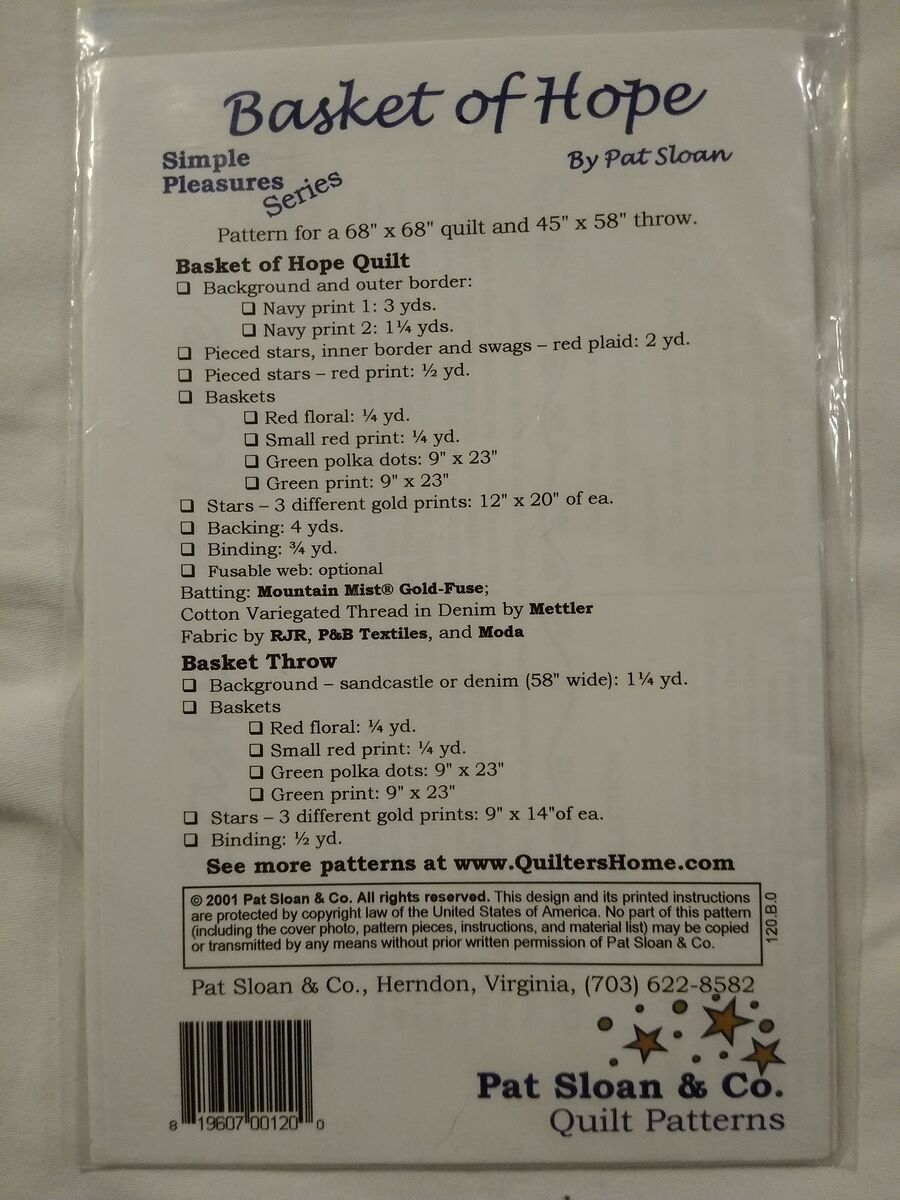 Basket of Hope
Simple
Pleasures
Series
By Pat Sloan
Pattern for a 68" x 68" quilt and 45" x 58" throw.
Basket of Hope Quilt
❏ Background and outer border:
❏ Navy print 1: 3 yds.
❏ Navy print 2: 1¼ yds.
❏ Pieced stars, inner border and swags – red plaid: 2 yd.
❏ Pieced stars – red print: ½ yd.
❏ Baskets
❏ Red floral: ¼ yd.
❏ Small red print: ¼ yd.
❏ Green polka dots: 9" x 23"
❏ Green print: 9" x 23"
❏ Stars – 3 different gold prints: 12" x 20" of ea.
❏ Backing: 4 yds.
❏ Binding: ¾ yd.
❏ Fusable web: optional
Batting: Mountain Mist® Gold-Fuse;
Cotton Variegated Thread in Denim by Mettler
Fabric by RJR, P&B Textiles, and Moda
Basket Throw
❏ Background – sandcastle or denim (58" wide): 1¼ yd.
❏ Baskets
❏ Red floral: ¼ yd.
❏ Small red print: ¼ yd.
❏ Green polka dots: 9" x 23"
❏ Green print: 9" x 23"
❏ Stars – 3 different gold prints: 9" x 14"of ea.
❏ Binding: ½ yd.
See more patterns at www.QuiltersHome.com
© 2001 Pat Sloan & Co. All rights reserved. This design and its printed instructions
are protected by copyright law of the United States of America. No part of this pattern
(including the cover photo, pattern pieces, instructions, and material list) may be copied
or transmitted by any means without prior written permission of Pat Sloan & Co.
120.B.0
Pat Sloan & Co., Herndon, Virginia, (703) 622-8582
8 19607 00120 0
Pat Sloan & Co.
Quilt Patterns